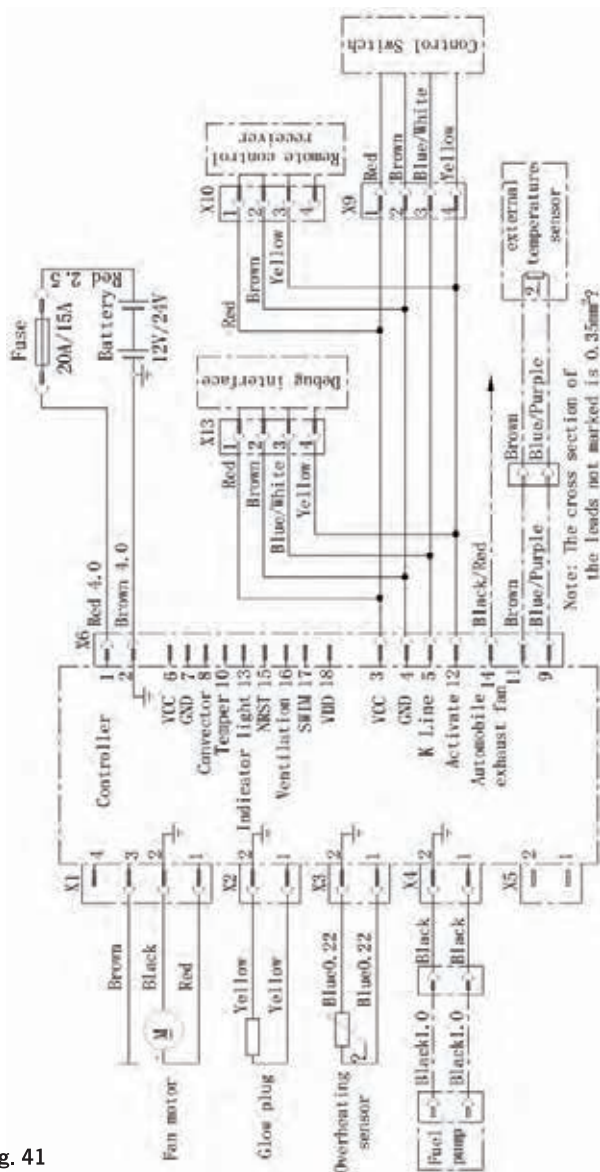 Control Switch
Red
Brown
Blue/White
Yellow
X9
1
2
3
4
Remote control
receiver
X10
1
2
3
4
Red
Brown
Yellow
external
temperature
sensor
Red 2.5
Fuse
20A/15A
Battery
12V/24V
Debug interface
X13
1
2
3
4
Red
Brown
Blue/White
Yellow
Brown
Blue/Purple
Note: The cross section of
the leads not marked is 0.35mm²
Red 4.0
Brown 4.0
Black/Red
Brown
Blue/Purple
X6
1
2
6
7
8
10
13
15
16
17
18
3
4
5
12
14
11
9
Controller
VCC
GND
Convector
Temper
Indicator light
NRST
Ventilation
SWIM
VDD
VCC
GND
K Line
Activate
Automobile
exhaust fan
X1
4
3
2
1
X2
2
1
X3
2
1
X4
2
1
X5
2
1
Brown
Black
Red
M
Fan motor
Yellow
Yellow
Glow plug
Blue0.22
Blue0.22
Overheating
sensor
Black
Black
Black1.0
Black1.0
Fuel
pump
g. 41